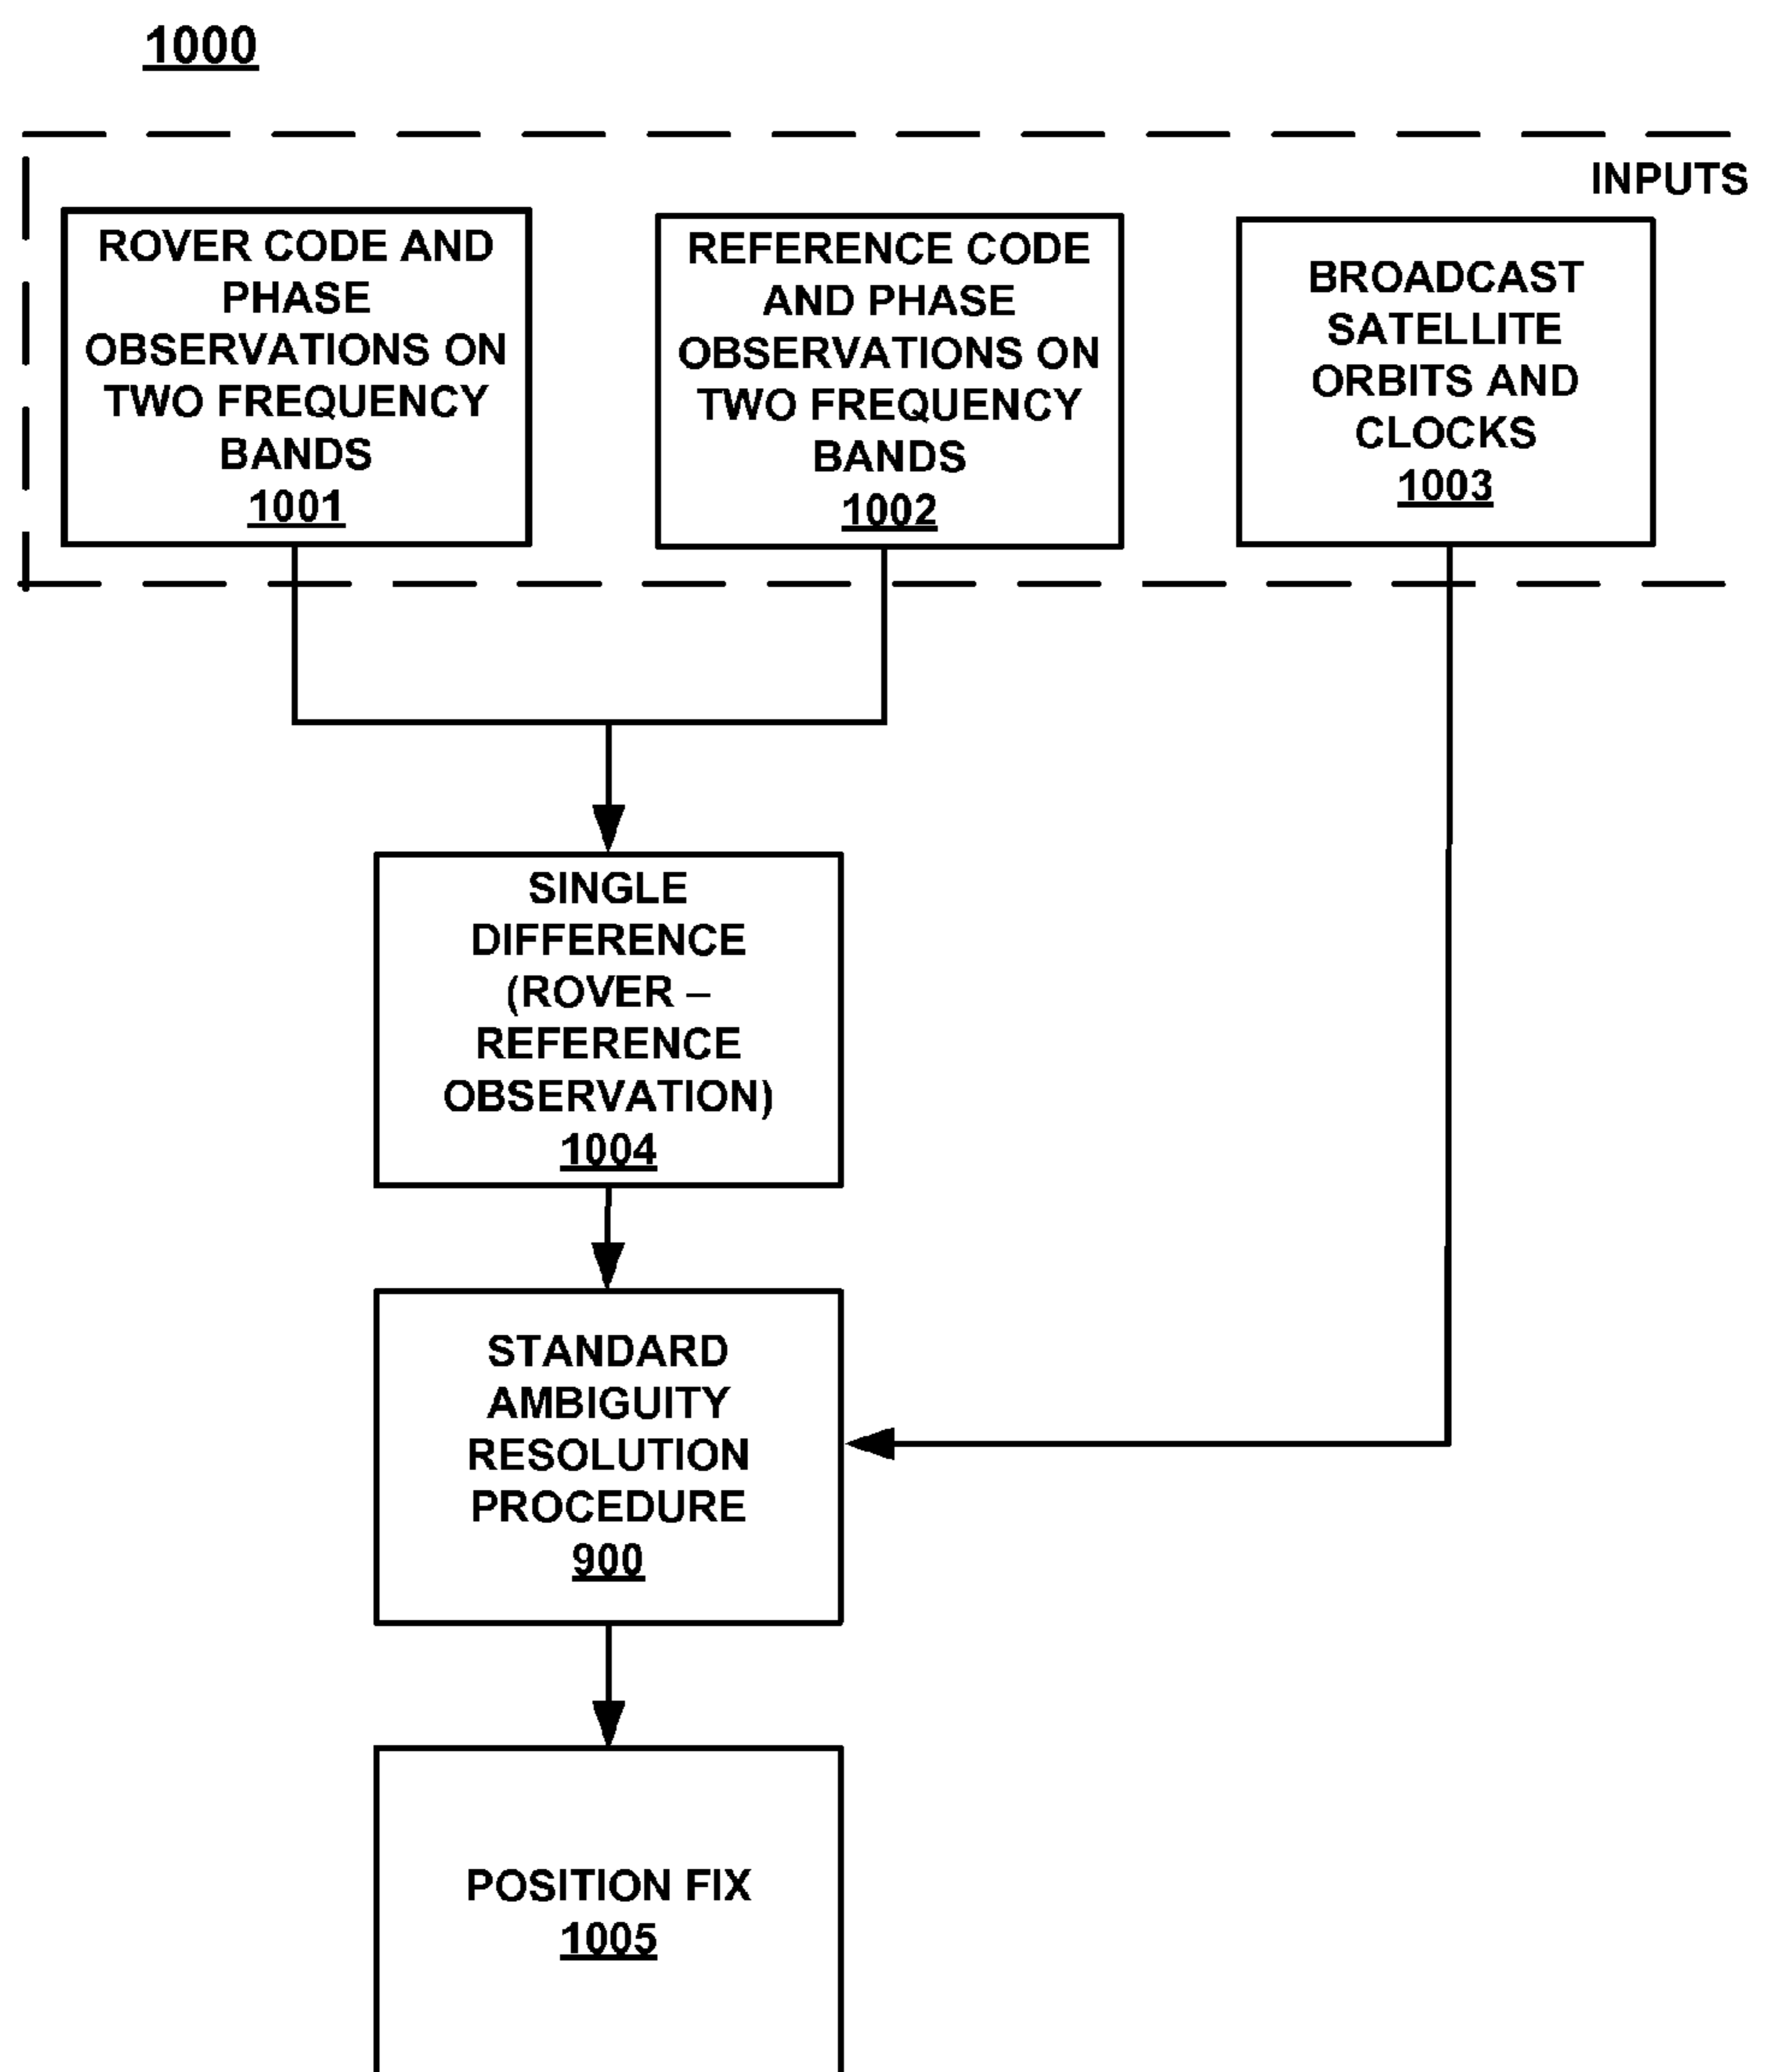 1000
INPUTS
ROVER CODE AND
PHASE
OBSERVATIONS ON
TWO FREQUENCY
BANDS
1001
REFERENCE CODE
AND PHASE
OBSERVATIONS ON
TWO FREQUENCY
BANDS
1002
BROADCAST
SATELLITE
ORBITS AND
CLOCKS
1003
SINGLE
DIFFERENCE
(ROVER –
REFERENCE
OBSERVATION)
1004
STANDARD
AMBIGUITY
RESOLUTION
PROCEDURE
900
POSITION FIX
1005